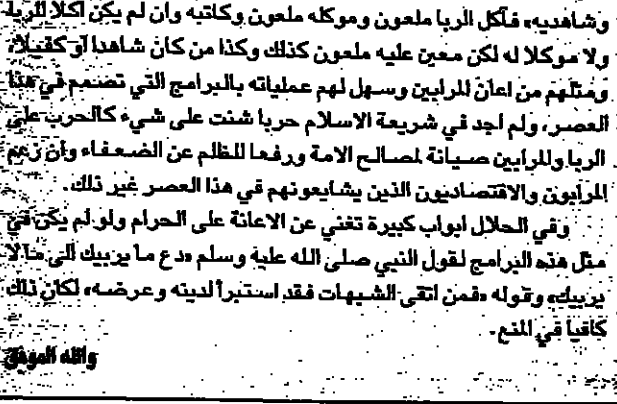 وشاهديه» فآكل الربا ملعون وموكله ملعون وكاتبه وان لم يكن آكلا للربا
ولا موكلا له لكن معين عليه ملعون كذلك وكذا من كان شاهدا أو كفيلا،
ومثلهم من اعان المرابين وسهل لهم عملياته بالبرامج التي تصمم في هذا
العصر، ولم اجد في شريعة الاسلام حربا شنت على شيء كالحرب على
الربا وللمرابين صيانة لمصالح الامة ورفعا للظلم عن الضعفاء وان زعم
المرابون والاقتصاديون الذين يشايعونهم في هذا العصر غير ذلك.
وفي الحلال ابواب كبيرة تغني عن الاعانة على الحرام ولو لم يكن في
مثل هذه البرامج لقول النبي صلى الله علية وسلم «دع ما يريبك الى ما لا
يريبك» وقوله «فمن اتقى الشبهات فقد استبرأ لدينه وعرضه» لكان ذلك
كافيا في المنع.
والله الموفق